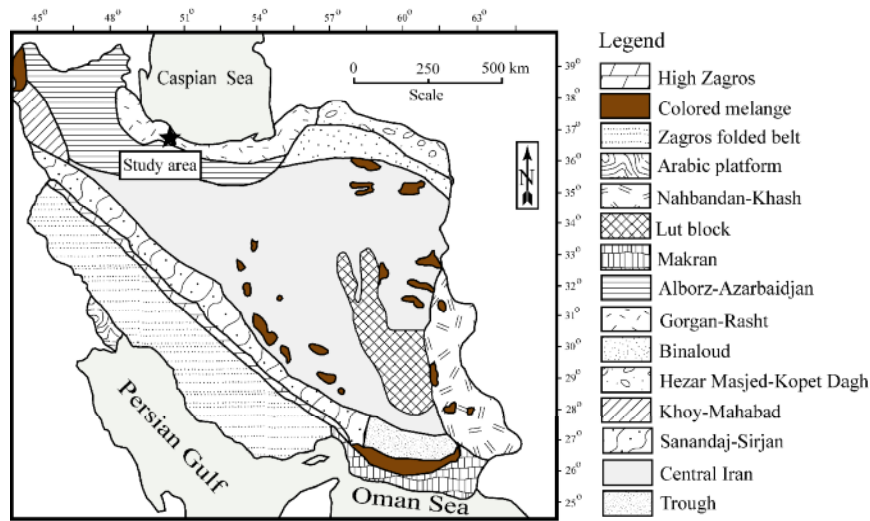 45° 48° 50.5° 54° 57° 60° 63°
Caspian Sea
0 250 500 km
Scale
Study area
N
39°
38°
37°
36°
35°
34°
33°
32°
31°
30°
29°
28°
27°
26°
25°
Persian Gulf
Oman Sea
Legend
High Zagros
Colored melange
Zagros folded belt
Arabic platform
Nahbandan-Khash
Lut block
Makran
Alborz-Azarbaidjan
Gorgan-Rasht
Binaloud
Hezar Masjed-Kopet Dagh
Khoy-Mahabad
Sanandaj-Sirjan
Central Iran
Trough